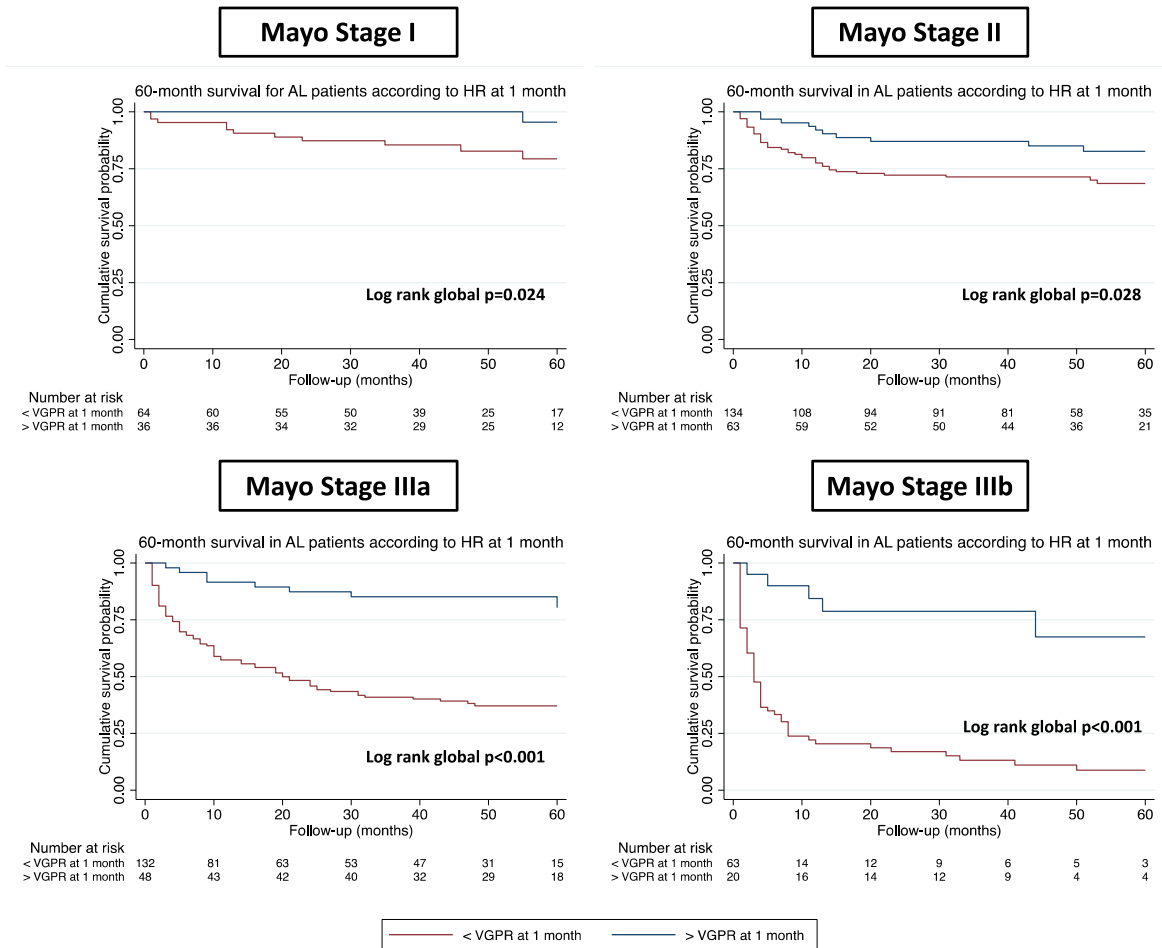 Mayo Stage I
60-month survival for AL patients according to HR at 1 month
Cumulative survival probability
1.00
0.75
0.50
0.25
0.00
Log rank global p=0.024
0 10 20 30 40 50 60
Follow-up (months)
Number at risk
< VGPR at 1 month 64 60 55 50 39 25 17
> VGPR at 1 month 36 36 34 32 29 25 12
Mayo Stage II
60-month survival in AL patients according to HR at 1 month
Cumulative survival probability
1.00
0.75
0.50
0.25
0.00
Log rank global p=0.028
0 10 20 30 40 50 60
Follow-up (months)
Number at risk
< VGPR at 1 month 134 108 94 91 81 58 35
> VGPR at 1 month 63 59 52 50 44 36 21
Mayo Stage IIIa
60-month survival in AL patients according to HR at 1 month
Cumulative survival probability
1.00
0.75
0.50
0.25
0.00
Log rank global p<0.001
0 10 20 30 40 50 60
Follow-up (months)
Number at risk
< VGPR at 1 month 132 81 63 53 47 31 15
> VGPR at 1 month 48 43 42 40 32 29 18
Mayo Stage IIIb
60-month survival in AL patients according to HR at 1 month
Cumulative survival probability
1.00
0.75
0.50
0.25
0.00
Log rank global p<0.001
0 10 20 30 40 50 60
Follow-up (months)
Number at risk
< VGPR at 1 month 63 14 12 9 6 5 3
> VGPR at 1 month 20 16 14 12 9 4 4
< VGPR at 1 month > VGPR at 1 month